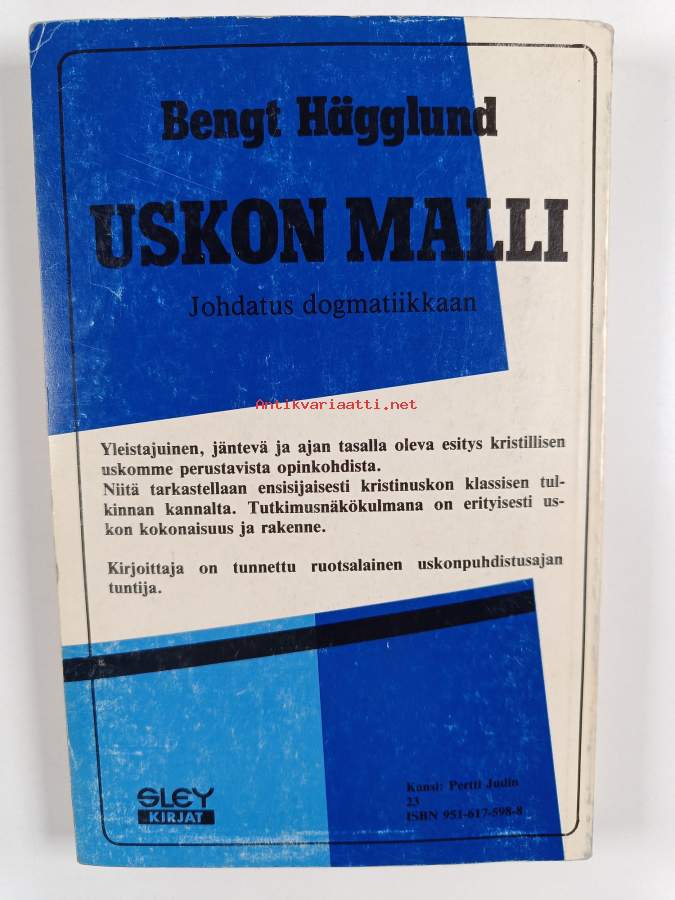 Bengt Hägglund
USKON MALLI
Johdatus dogmatiikkaan
Antikvariaatti.net
Yleistajuinen, jäntevä ja ajan tasalla oleva esitys kristillisen
uskomme perustavista opinkohdista.
Niitä tarkastellaan ensisijaisesti kristinuskon klassisen tul-
kinnan kannalta. Tutkimusnäkökulmana on erityisesti us-
kon kokonaisuus ja rakenne.
Kirjoittaja on tunnettu ruotsalainen uskonpuhdistusajan
tuntija.
SLEY
KIRJAT
Kansi: Pertti Judin
23
ISBN 951-617-598-8